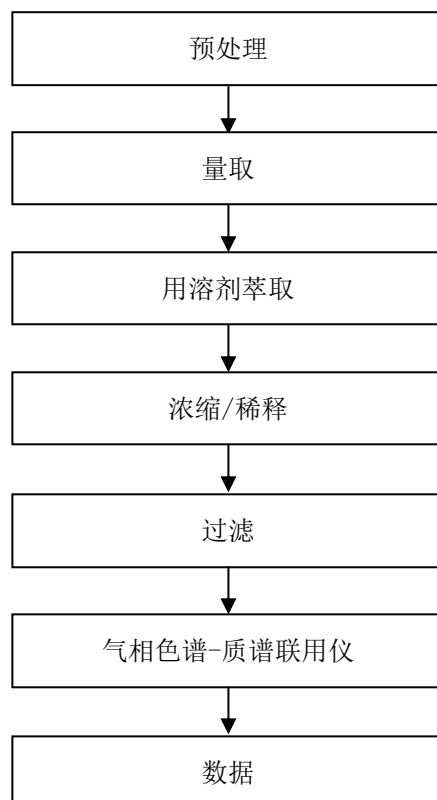 预处理
量取
用溶剂萃取
浓缩/稀释
过滤
气相色谱-质谱联用仪
数据